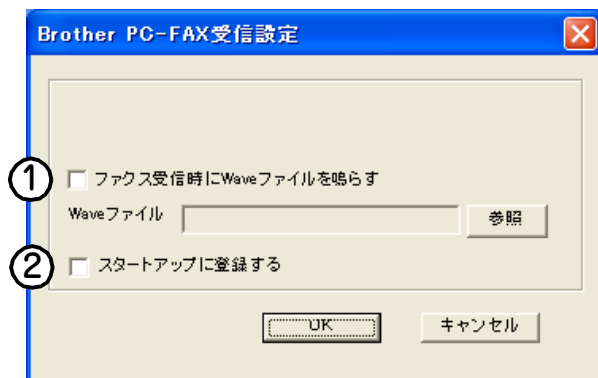 Brother PC-FAX受信設定
① ファクス受信時にWaveファイルを鳴らす
Waveファイル 参照
② スタートアップに登録する
OK キャンセル